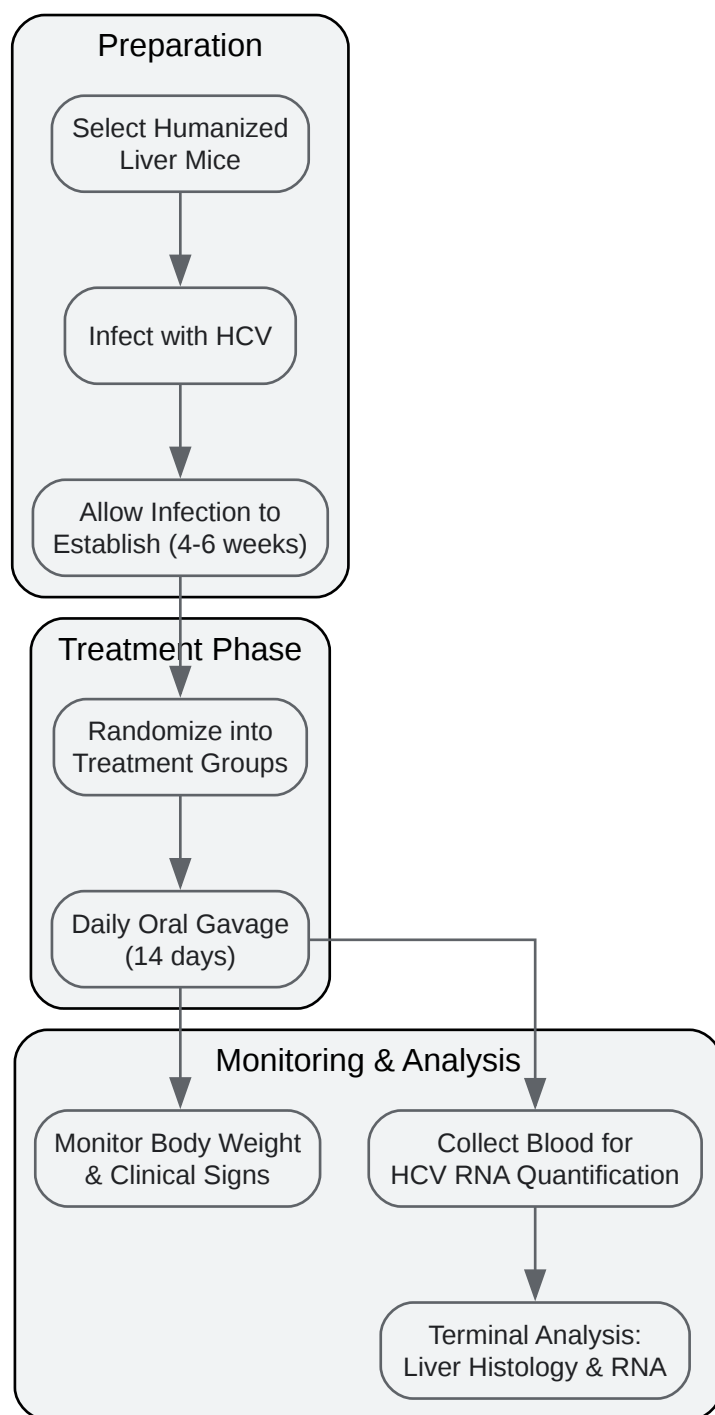 Preparation
Select Humanized
Liver Mice
Infect with HCV
Allow Infection to
Establish (4-6 weeks)
Treatment Phase
Randomize into
Treatment Groups
Daily Oral Gavage
(14 days)
Monitoring & Analysis
Monitor Body Weight
& Clinical Signs
Collect Blood for
HCV RNA Quantification
Terminal Analysis:
Liver Histology & RNA